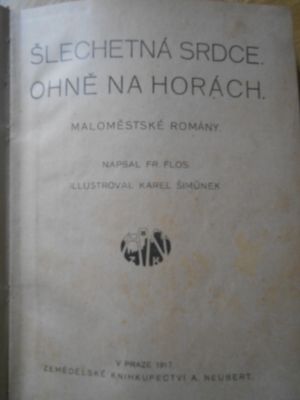 ŠLECHETNÁ SRDCE.
OHNĚ NA HORÁCH.
MALOMĚSTSKÉ ROMÁNY.
NAPSAL FR. FLOS.
ILLUSTROVAL KAREL ŠIMŮNEK.
V PRAZE 1917.
ZEMĚDĚLSKÉ KNIHKUPECTVÍ A. NEUBERT.